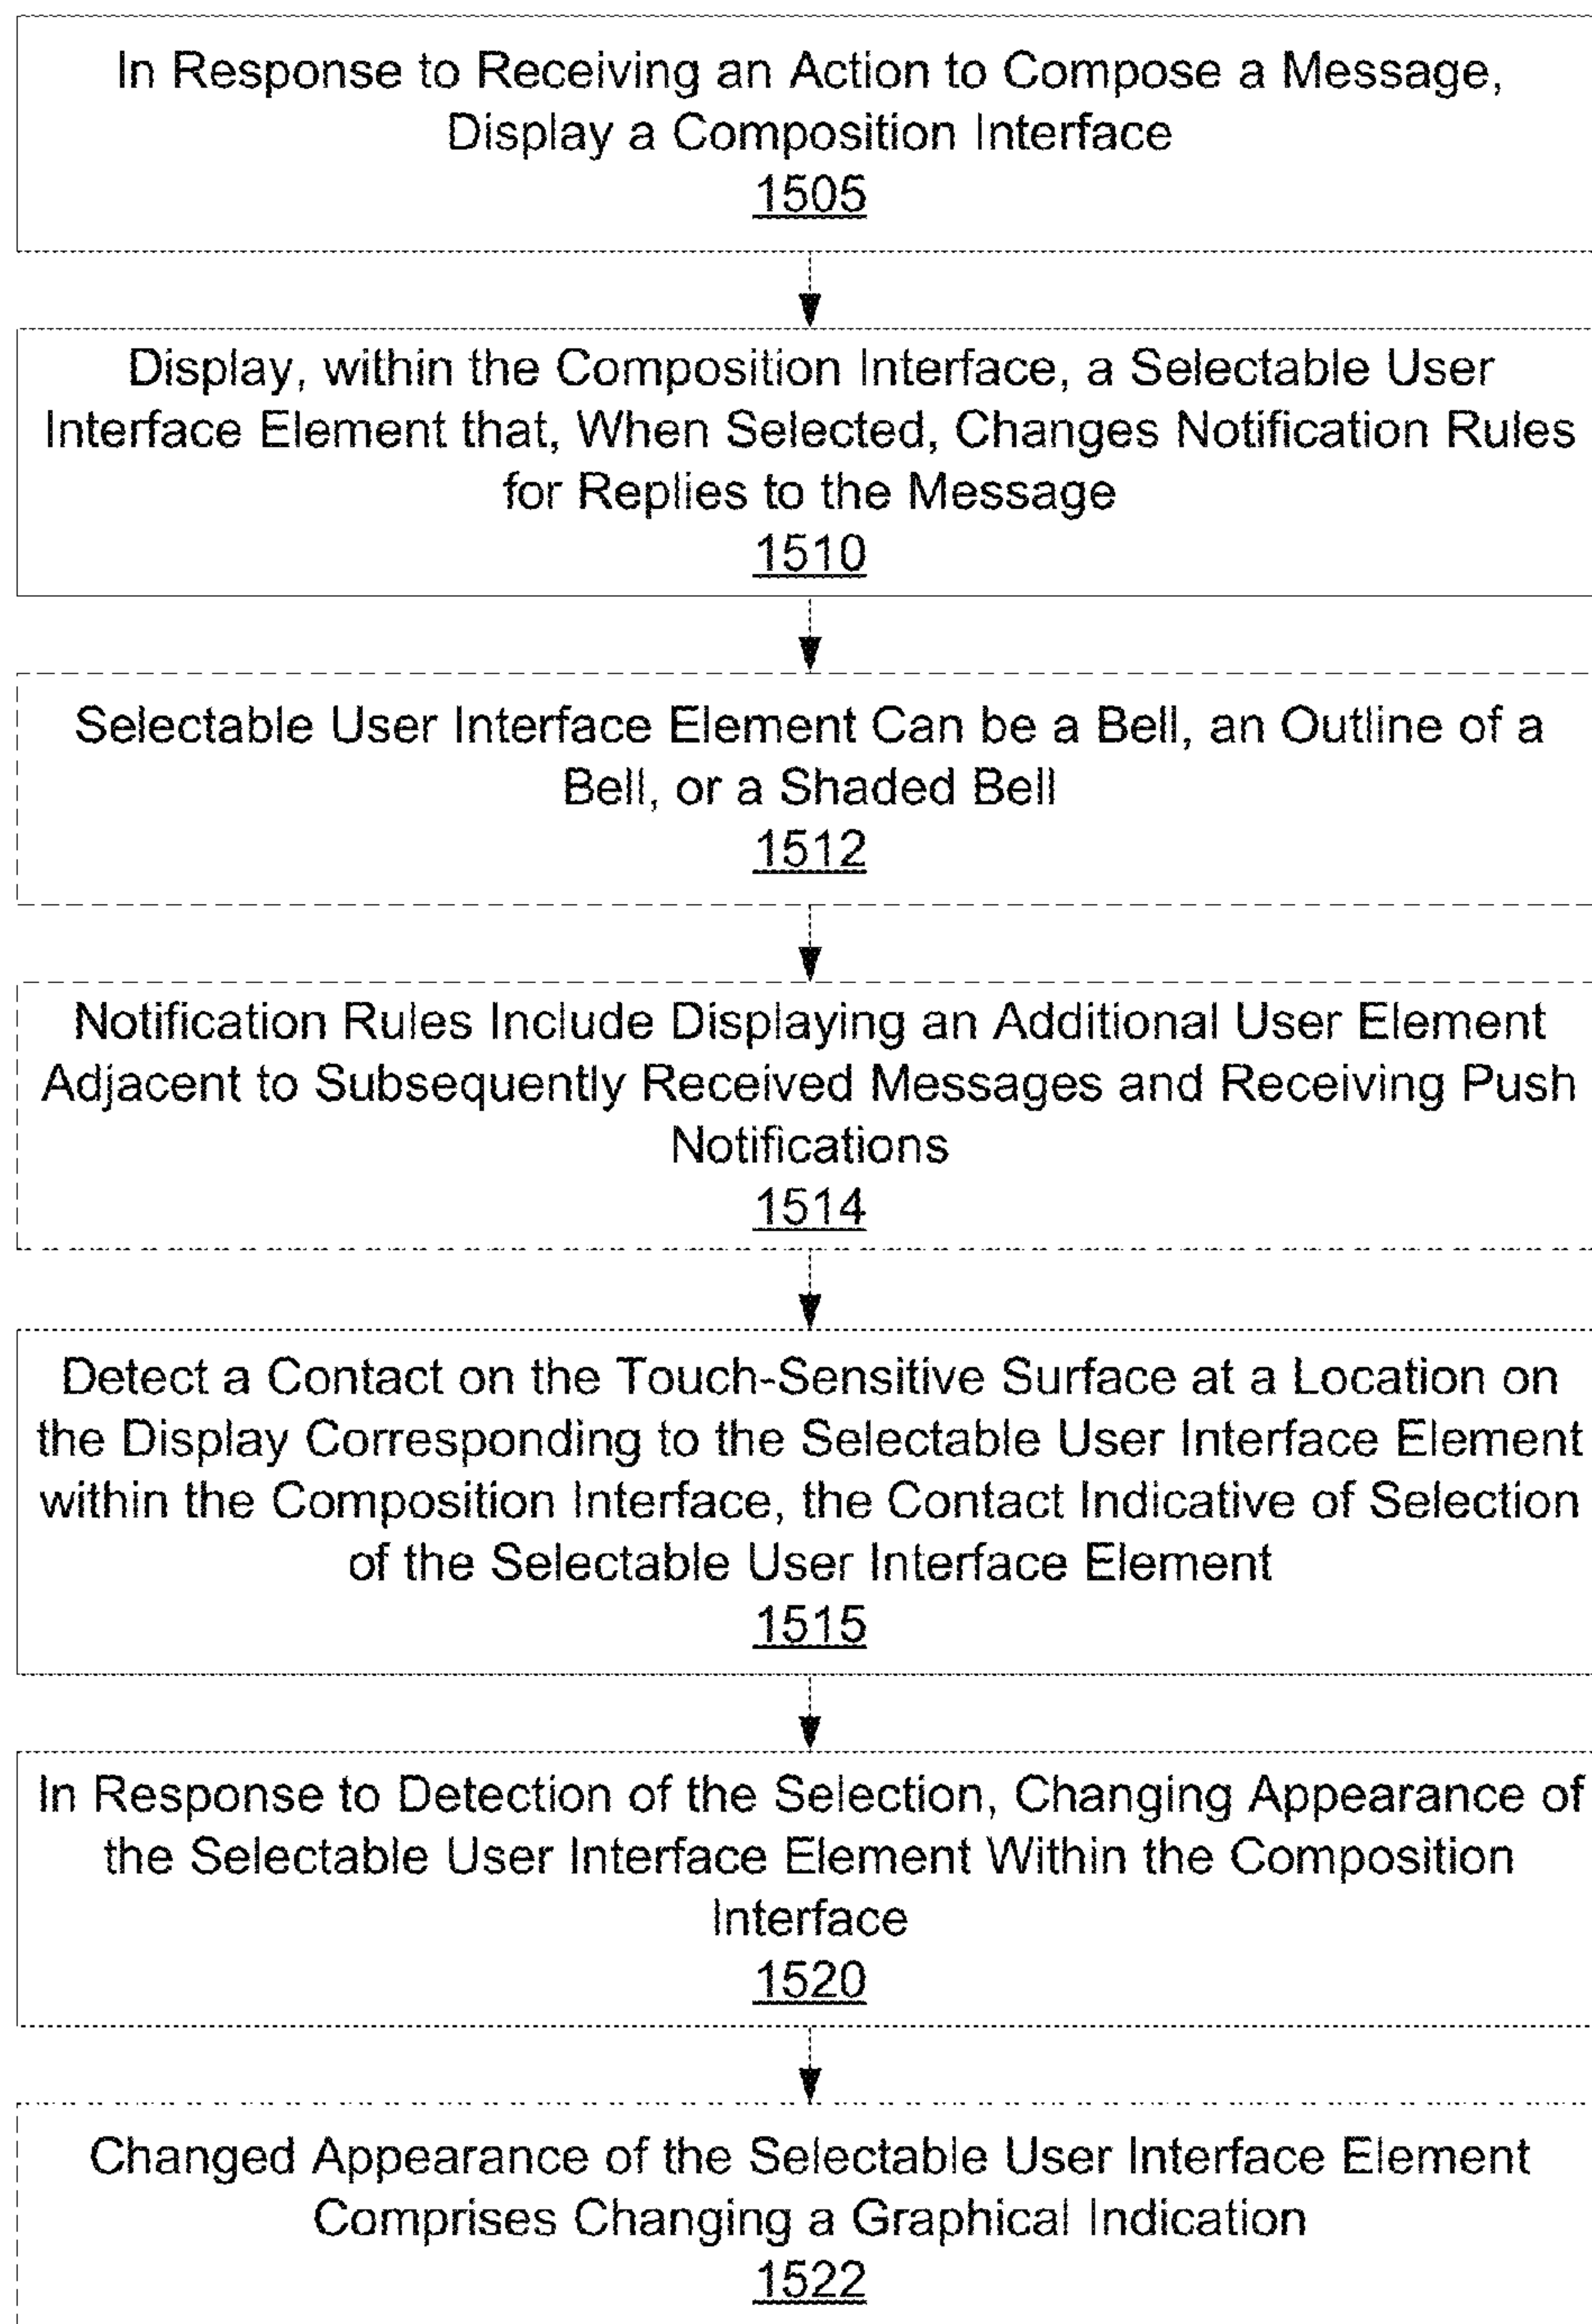 In Response to Receiving an Action to Compose a Message,
Display a Composition Interface
1505
Display, within the Composition Interface, a Selectable User
Interface Element that, When Selected, Changes Notification Rules
for Replies to the Message
1510
Selectable User Interface Element Can be a Bell, an Outline of a
Bell, or a Shaded Bell
1512
Notification Rules Include Displaying an Additional User Element
Adjacent to Subsequently Received Messages and Receiving Push
Notifications
1514
Detect a Contact on the Touch-Sensitive Surface at a Location on
the Display Corresponding to the Selectable User Interface Element
within the Composition Interface, the Contact Indicative of Selection
of the Selectable User Interface Element
1515
In Response to Detection of the Selection, Changing Appearance of
the Selectable User Interface Element Within the Composition
Interface
1520
Changed Appearance of the Selectable User Interface Element
Comprises Changing a Graphical Indication
1522